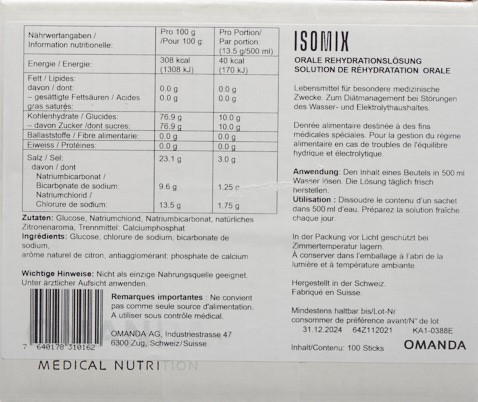 Nährwertangaben /
Information nutritionelle:
Pro 100 g
/Pour 100 g:
Pro Portion/
Par portion:
(13.5 g/500 ml)
Energie / Energie:
308 kcal
(1308 kJ)
40 kcal
(170 kJ)
Fett / Lipides:
davon / dont:
0.0 g
0.0 g
– gesättigte Fettsäuren / Acides
gras saturés:
0.0 g
0.0 g
Kohlenhydrate / Glucides:
76.9 g
10.0 g
– davon Zucker /dont sucres:
76.9 g
10.0 g
Ballaststoffe / Fibre alimentaire:
0.0 g
0.0 g
Eiweiss / Protéines:
0.0 g
0.0 g
Salz / Sel:
23.1 g
3.0 g
davon / dont
Natriumbicarbonat /
Bicarbonate de sodium:
9.6 g
1.25 g
Natriumchlorid /
Chlorure de sodium:
13.5 g
1.75 g
Zutaten: Glucose, Natriumchlorid, Natriumbicarbonat, natürliches
Zitronenaroma, Trennmittel: Calciumphosphat
Ingrédients: Glucose, chlorure de sodium, bicarbonate de
sodium,
arôme naturel de citron, antiagglomérant: phosphate de calcium
Wichtige Hinweise: Nicht als einzige Nahrungsquelle geeignet.
Unter ärztlicher Aufsicht anwenden.
Remarques importantes : Ne convient
pas comme seule source d'alimentation.
A utiliser sous contrôle médical.
OMANDA AG, Industriestrasse 47
6300 Zug, Schweiz/Suisse
7 640178 310162
MEDICAL NUTRITION
ISOMIX
ORALE REHYDRATIONSLÖSUNG
SOLUTION DE RÉHYDRATATION ORALE
Lebensmittel für besondere medizinische
Zwecke. Zum Diätmanagement bei Störungen
des Wasser- und Elektrolythaushaltes.
Denrée alimentaire destinée à des fins
médicales spéciales. Pour la gestion du régime
alimentaire en cas de troubles de l'équilibre
hydrique et électrolytique.
Anwendung: Den Inhalt eines Beutels in 500 ml
Wasser lösen. Die Lösung täglich frisch
herstellen.
Utilisation : Dissoudre le contenu d'un sachet
dans 500 ml d'eau. Préparez la solution fraîche
chaque jour.
In der Packung vor Licht geschützt bei
Zimmertemperatur lagern.
À conserver dans l'emballage à l'abri de la
lumière et à température ambiante.
Hergestellt in der Schweiz.
Fabriqué en Suisse.
Mindestens haltbar bis/Lot-Nr
consommer de préférence avant/N° de lot
31.12.2024 64Z112021 KA1-0388E
Inhalt/Contenu: 100 Sticks OMANDA